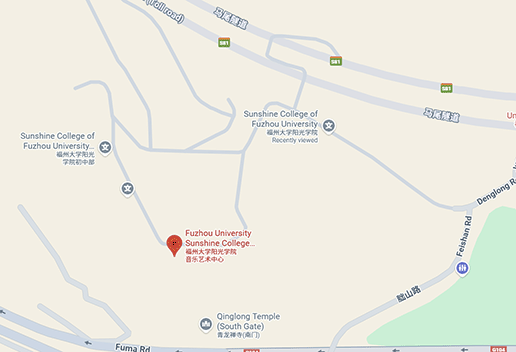 (toll road)
马尾隧道
S81
S81
S81
马尾隧道
Sunshine College of
Fuzhou University
福州大学阳光学院
Recently viewed
Un
Sunshine College of
Fuzhou University...
福州大学阳光
学院初中部
Denglong R
Feishan Rd
Fuzhou University
Sunshine College...
福州大学阳光学院
音乐艺术中心
Qinglong Temple
(South Gate)
青龙禅寺(南门)
Fuma Rd
G104